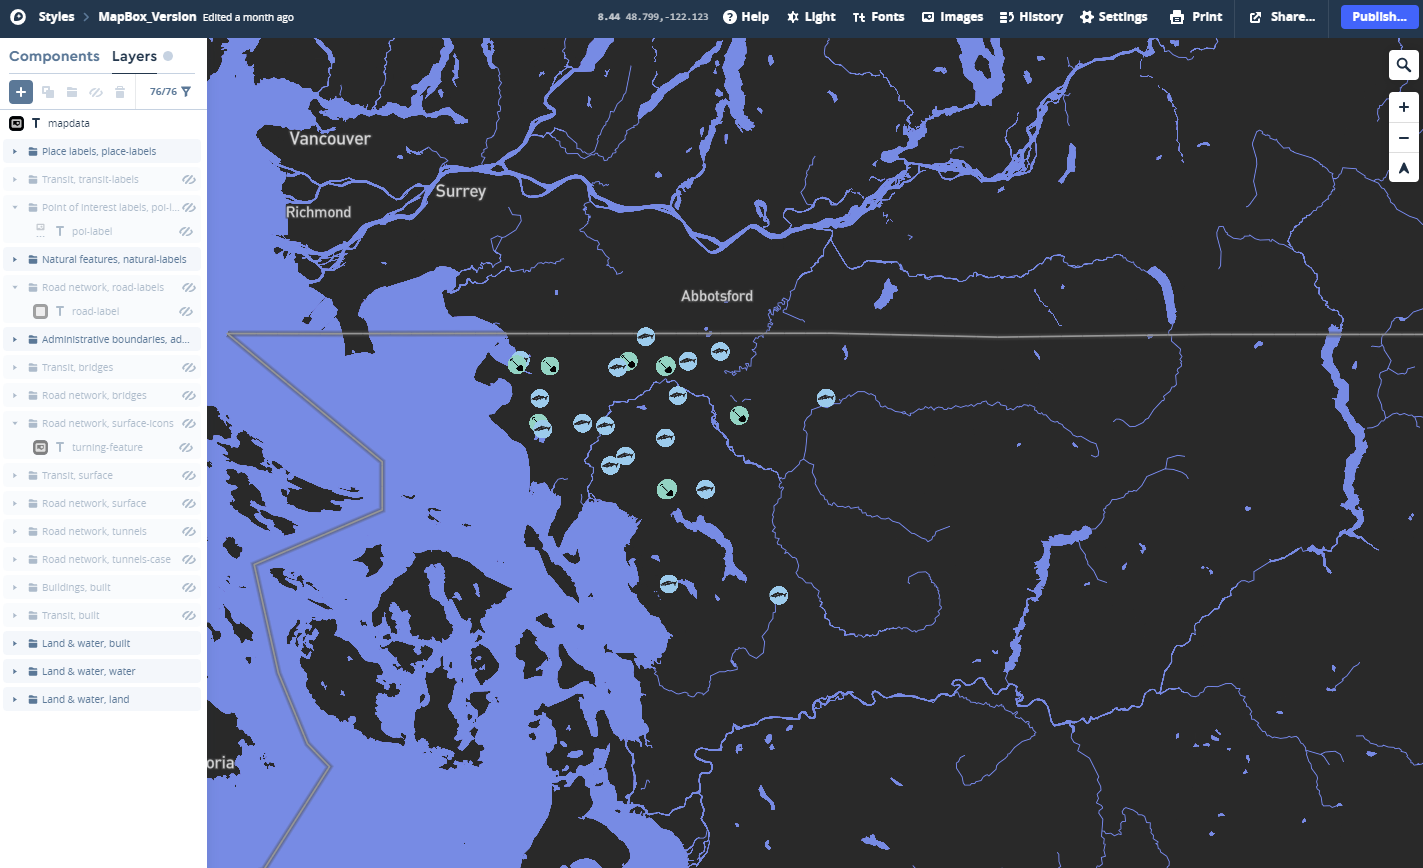 Styles MapBox_Version Edited a month ago 8.44 48.799,-122.123 Help Light Fonts Images History Settings Print Share... Publish...
Components Layers
76/76
mapdata
Place labels, place-labels
Transit, transit-labels
Point of interest labels, poi-l...
poi-label
Natural features, natural-labels
Road network, road-labels
road-label
Administrative boundaries, ad...
Transit, bridges
Road network, bridges
Road network, surface-icons
turning-feature
Transit, surface
Road network, surface
Road network, tunnels
Road network, tunnels-case
Buildings, built
Transit, built
Land & water, built
Land & water, water
Land & water, land
Vancouver
Surrey
Richmond
Abbotsford
oria